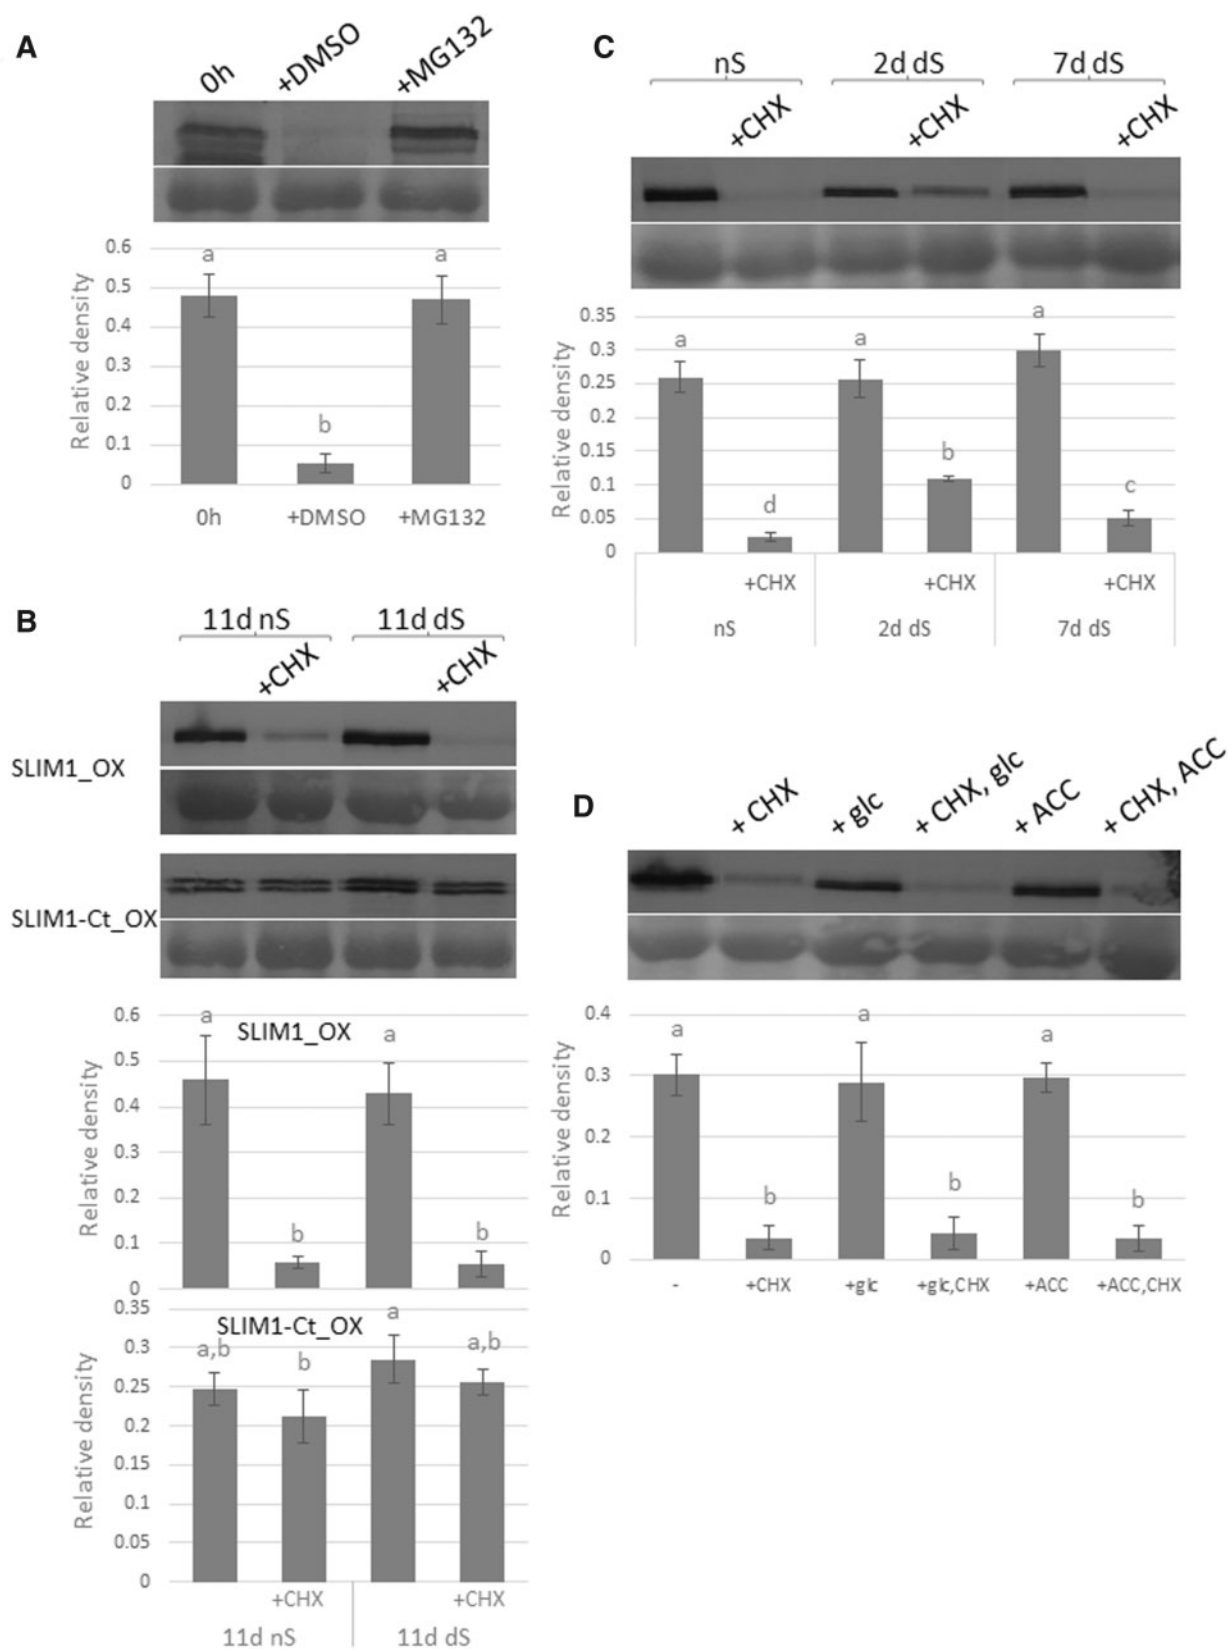 A
0h
+DMSO
+MG132
0.6
0.5
0.4
0.3
0.2
0.1
0
Relative density
a
b
a
0h
+DMSO
+MG132
B
11d nS
11d dS
+CHX
+CHX
SLIM1_OX
SLIM1-Ct_OX
0.6
0.5
0.4
0.3
0.2
0.1
0
Relative density
SLIM1_OX
a
b
a
b
0.35
0.3
0.25
0.2
0.15
0.1
0.05
0
Relative density
SLIM1-Ct_OX
a,b
b
a
a,b
+CHX
+CHX
11d nS
11d dS
C
nS
2d dS
7d dS
+CHX
+CHX
+CHX
0.35
0.3
0.25
0.2
0.15
0.1
0.05
0
Relative density
a
d
a
b
a
c
+CHX
+CHX
+CHX
nS
2d dS
7d dS
D
+ CHX
+ glc
+ CHX, glc
+ ACC
+ CHX, ACC
0.4
0.3
0.2
0.1
0
Relative density
a
b
a
b
a
b
-
+CHX
+glc
+glc,CHX
+ACC
+ACC,CHX